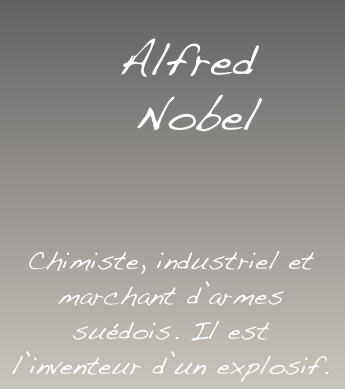 Alfred
Nobel
Chimiste, industriel et
marchant d'armes
suédois. Il est
l'inventeur d'un explosif.